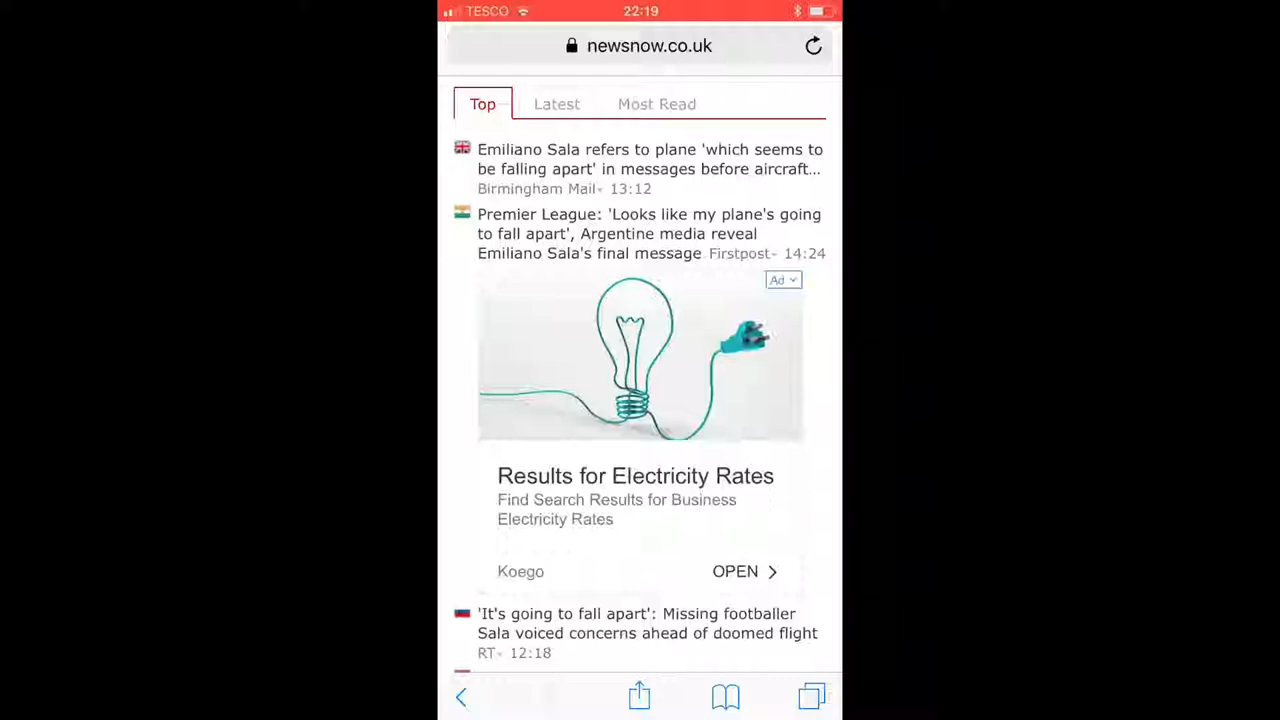 TESCO 22:19
newsnow.co.uk
Top Latest Most Read
Emiliano Sala refers to plane 'which seems to
be falling apart' in messages before aircraft...
Birmingham Mail 13:12
Premier League: 'Looks like my plane's going
to fall apart', Argentine media reveal
Emiliano Sala's final message Firstpost 14:24
Ad
Results for Electricity Rates
Find Search Results for Business
Electricity Rates
Koego OPEN
'It's going to fall apart': Missing footballer
Sala voiced concerns ahead of doomed flight
RT 12:18